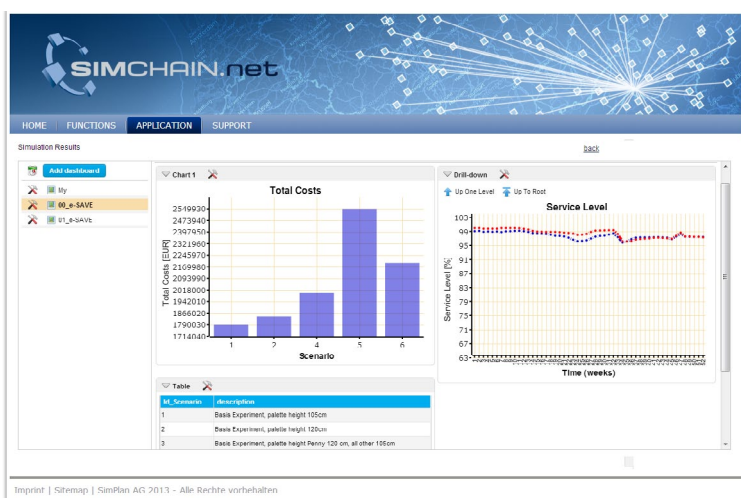 SIMCHAIN.net
HOME FUNCTIONS APPLICATION SUPPORT
Simulation Results
back
Add dashboard
My
00_e-SAVE
01_e-SAVE
Chart 1
Total Costs
Total Costs [EUR]
2549930
2473940
2397950
2321960
2245970
2169980
2093990
2018000
1942010
1866020
1790030
1714040
1 2 4 5 6
Scenario
Drill-down
Up One Level Up To Root
Service Level
Service Level [%]
103
99
95
91
87
83
79
75
71
67
63
Time (weeks)
Table
Id_Scenario description
1 Basis Experiment, palette height 105cm
2 Basis Experiment, palette height 120cm
3 Basis Experiment, palette height Penny 120 cm, all other 105cm
Imprint | Sitemap | SimPlan AG 2013 - Alle Rechte vorbehalten